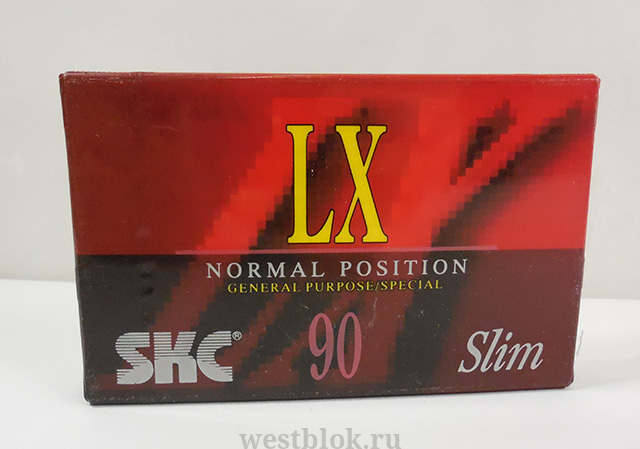 LX
NORMAL POSITION
GENERAL PURPOSE/SPECIAL
SKC® 90 Slim
westblok.ru